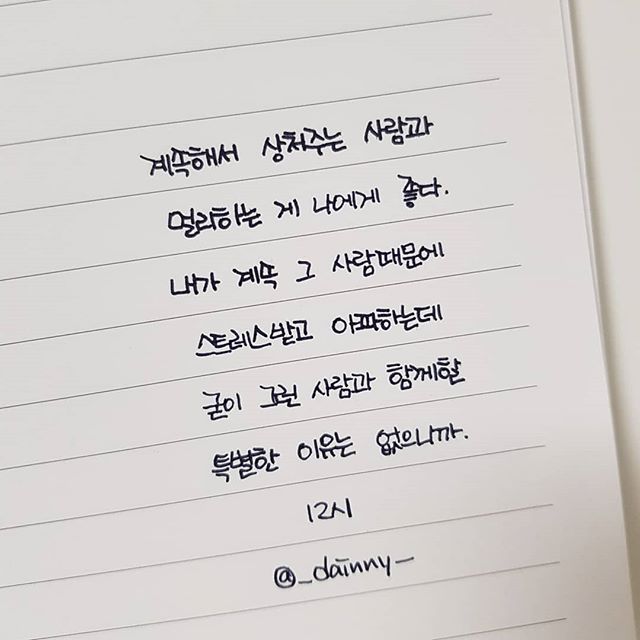 계속해서 상처주는 사람과
멀리하는 게 나에게 좋다.
내가 계속 그 사람때문에
스트레스받고 아파하는데
굳이 그런 사람과 함께할
특별한 이유는 없으니까.
12시
@_dainny_